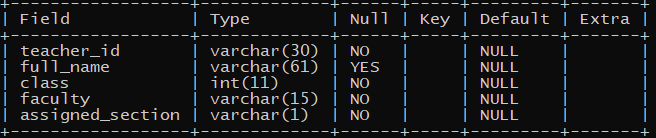 +------------------+-------------+------+-----+---------+-------+
| Field            | Type        | Null | Key | Default | Extra |
+------------------+-------------+------+-----+---------+-------+
| teacher_id       | varchar(30) | NO   |     | NULL    |       |
| full_name        | varchar(61) | YES  |     | NULL    |       |
| class            | int(11)     | NO   |     | NULL    |       |
| faculty          | varchar(15) | NO   |     | NULL    |       |
| assigned_section | varchar(1)  | NO   |     | NULL    |       |
+------------------+-------------+------+-----+---------+-------+